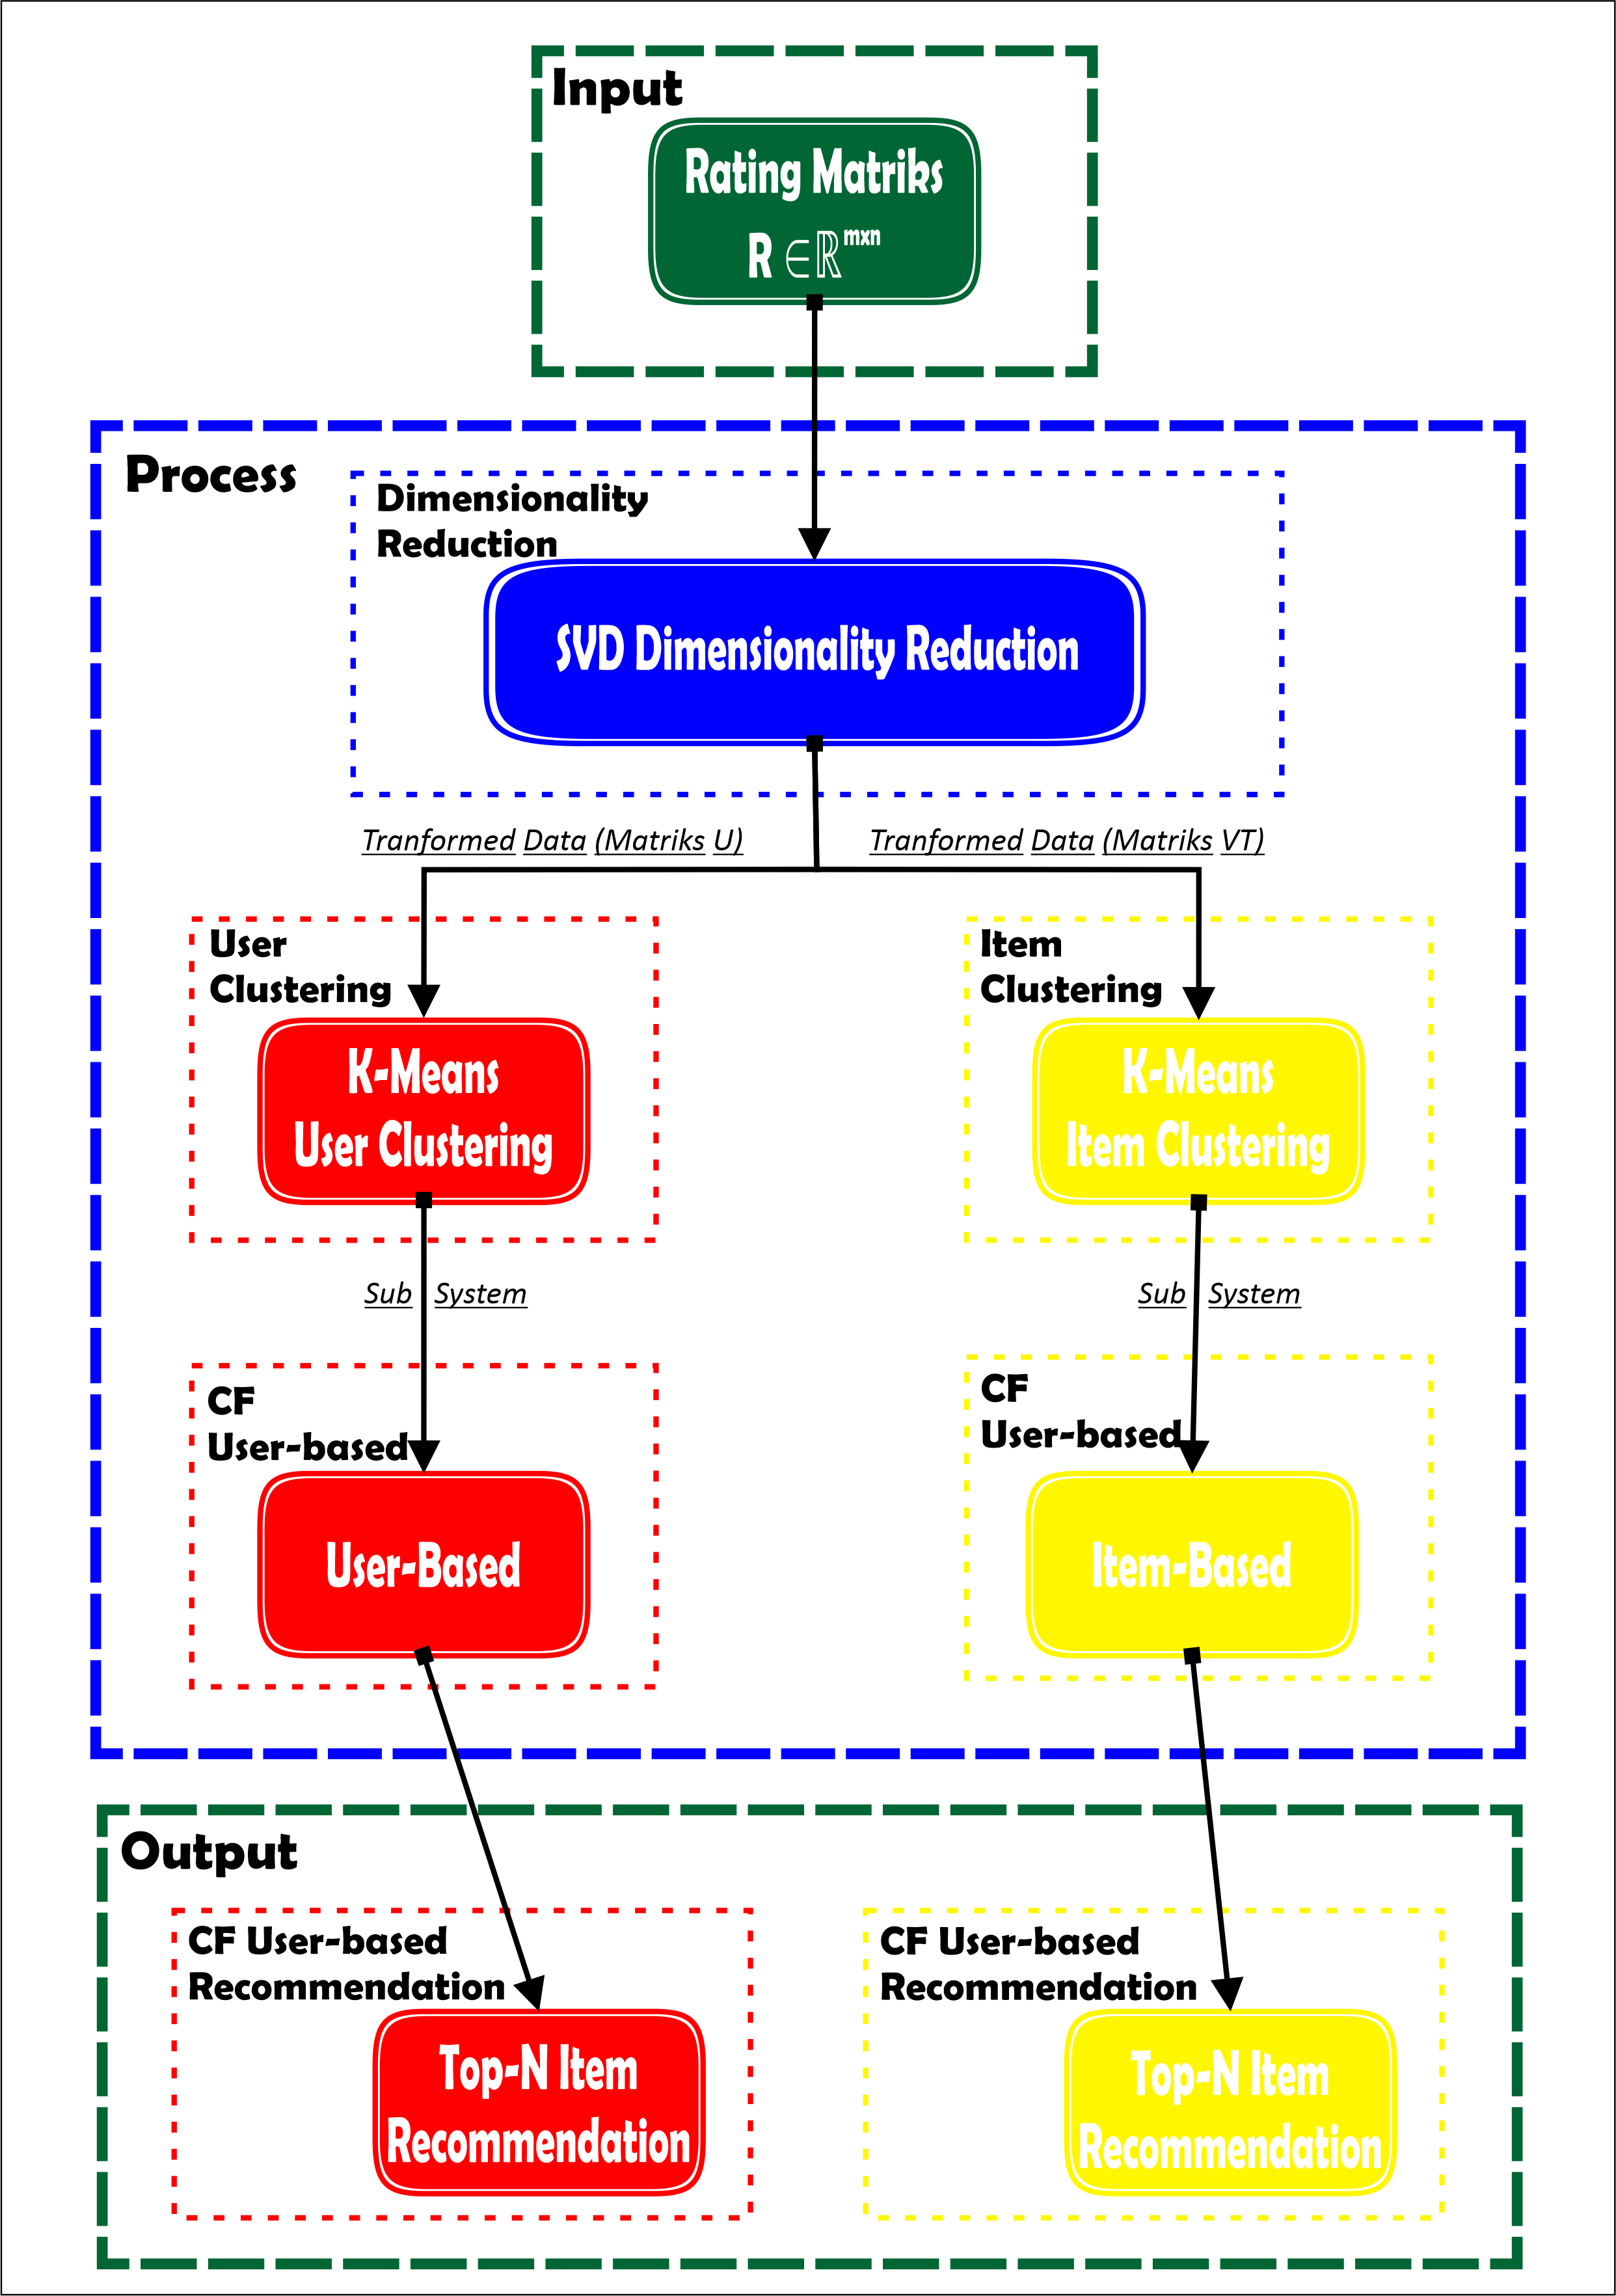 Input
Rating Matriks
R ∈ℝ^mxn
Process
Dimensionality
Reduction
SVD Dimensionality Reduction
Tranformed Data (Matriks U)
Tranformed Data (Matriks VT)
User
Clustering
K-Means
User Clustering
Item
Clustering
K-Means
Item Clustering
Sub System
Sub System
CF
User-based
User-Based
CF
User-based
Item-Based
Output
CF User-based
Recommendation
Top-N Item
Recommendation
CF User-based
Recommendation
Top-N Item
Recommendation